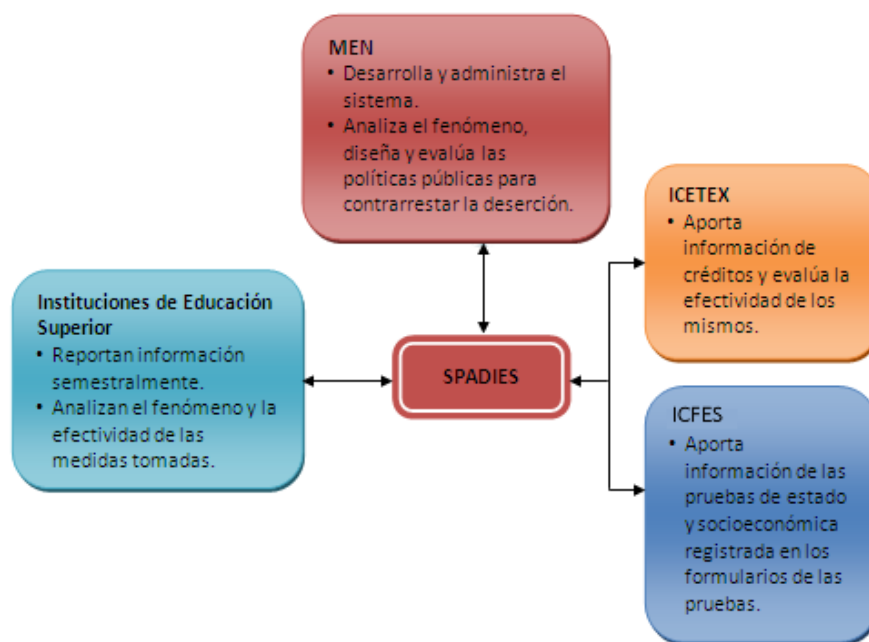 MEN
• Desarrolla y administra el
sistema.
• Analiza el fenómeno,
diseña y evalúa las
políticas públicas para
contrarrestar la deserción.
ICETEX
• Aporta
información de
créditos y evalúa la
efectividad de los
mismos.
Instituciones de Educación
Superior
• Reportan información
semestralmente.
• Analizan el fenómeno y la
efectividad de las
medidas tomadas.
SPADIES
ICFES
• Aporta
información de las
pruebas de estado
y socioeconómica
registrada en los
formularios de las
pruebas.